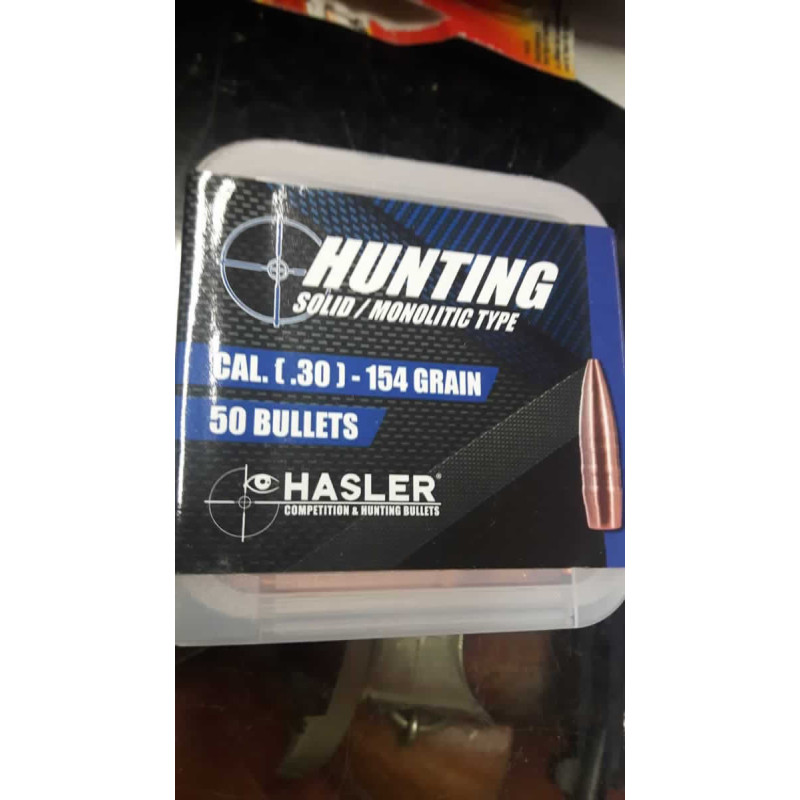 HUNTING
SOLID / MONOLITIC TYPE
CAL. ( .30 ) - 154 GRAIN
50 BULLETS
HASLER®
COMPETITION & HUNTING BULLETS